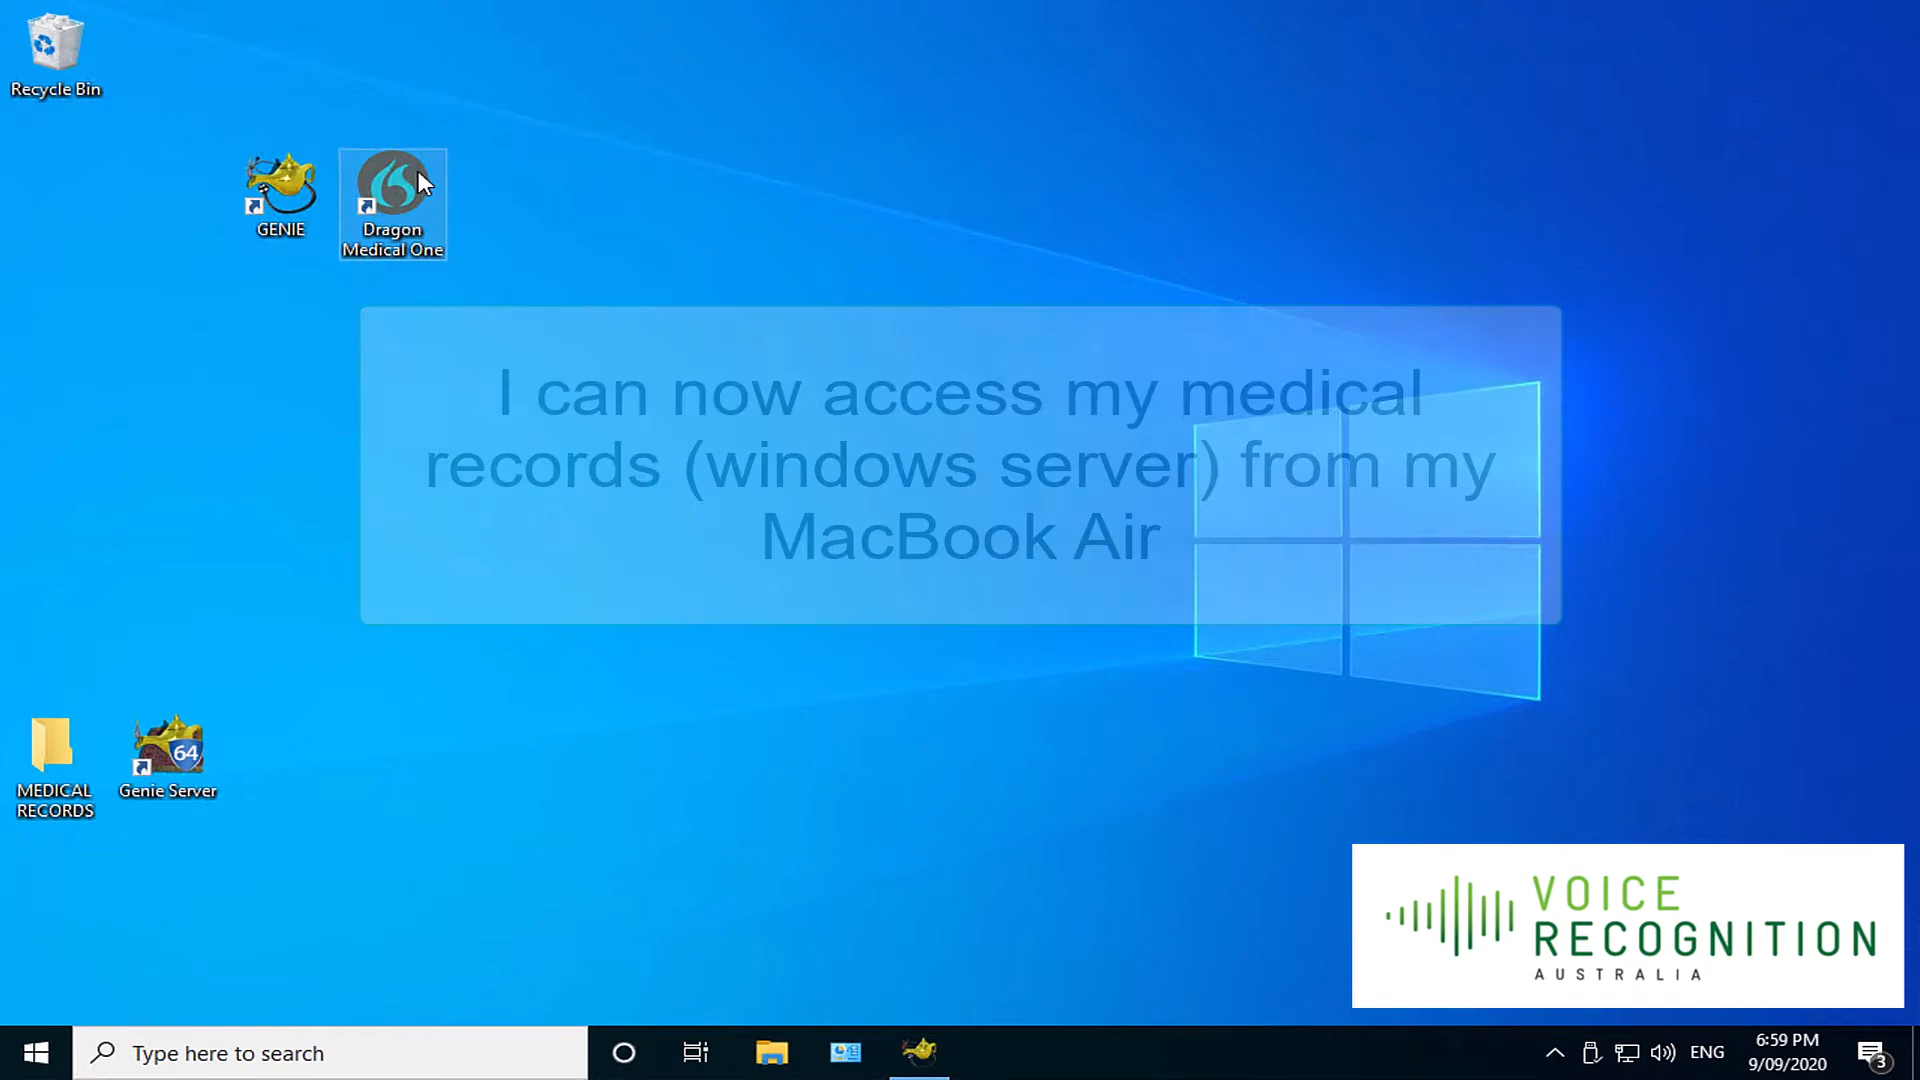 Recycle Bin
GENIE
Dragon
Medical One
I can now access my medical
records (windows server) from my
MacBook Air
MEDICAL
RECORDS
64
Genie Server
VOICE
RECOGNITION
AUSTRALIA
Type here to search
ENG
6:59 PM
9/09/2020
3